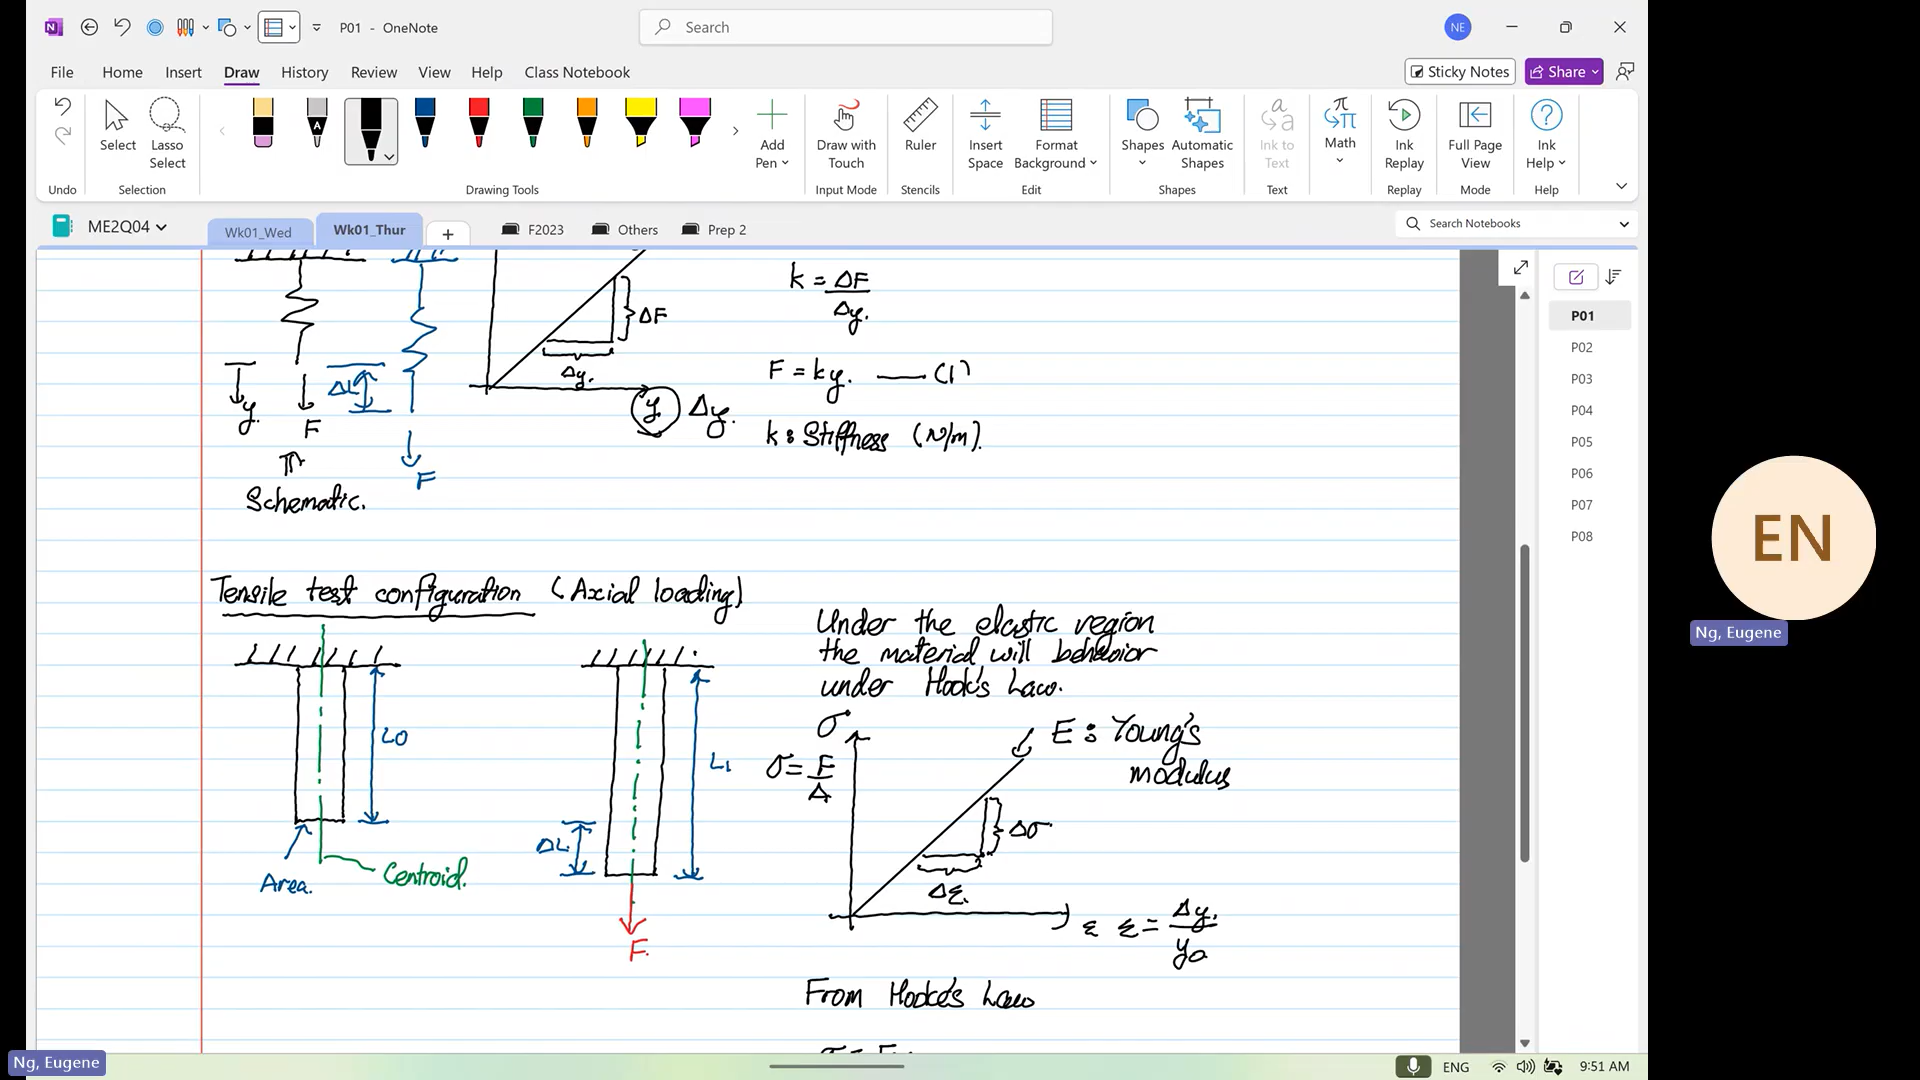 P01 - OneNote
Search
NE
File Home Insert Draw History Review View Help Class Notebook
Sticky Notes
Share
A
Select
Lasso Select
Add Pen
Draw with Touch
Ruler
Insert Space
Format Background
Shapes
Automatic Shapes
a a
Ink to Text
π π
Math
Ink Replay
Full Page View
Ink Help
Undo Selection Drawing Tools Input Mode Stencils Edit Shapes Text Replay Mode Help
ME2Q04
Wk01_Wed
Wk01_Thur
+
F2023
Others
Prep 2
Search Notebooks
P01
P02
P03
P04
P05
P06
P07
P08
k = ΔF / Δy.
ΔF
Δy.
y Δy.
F = ky. —— (1)
k : Stiffness (N/m).
y.
F
ΔL
F
Schematic.
Tensile test configuration (Axial loading)
L0
Area.
Centroid.
L1
ΔL
F.
Under the elastic region
the material will behavior
under Hook's Law.
σ
σ = F / A
E : Young's
modulus
Δσ
Δε.
ε ε = Δy. / y0
From Hooke's Law
EN
Ng, Eugene
Ng, Eugene
ENG
9:51 AM